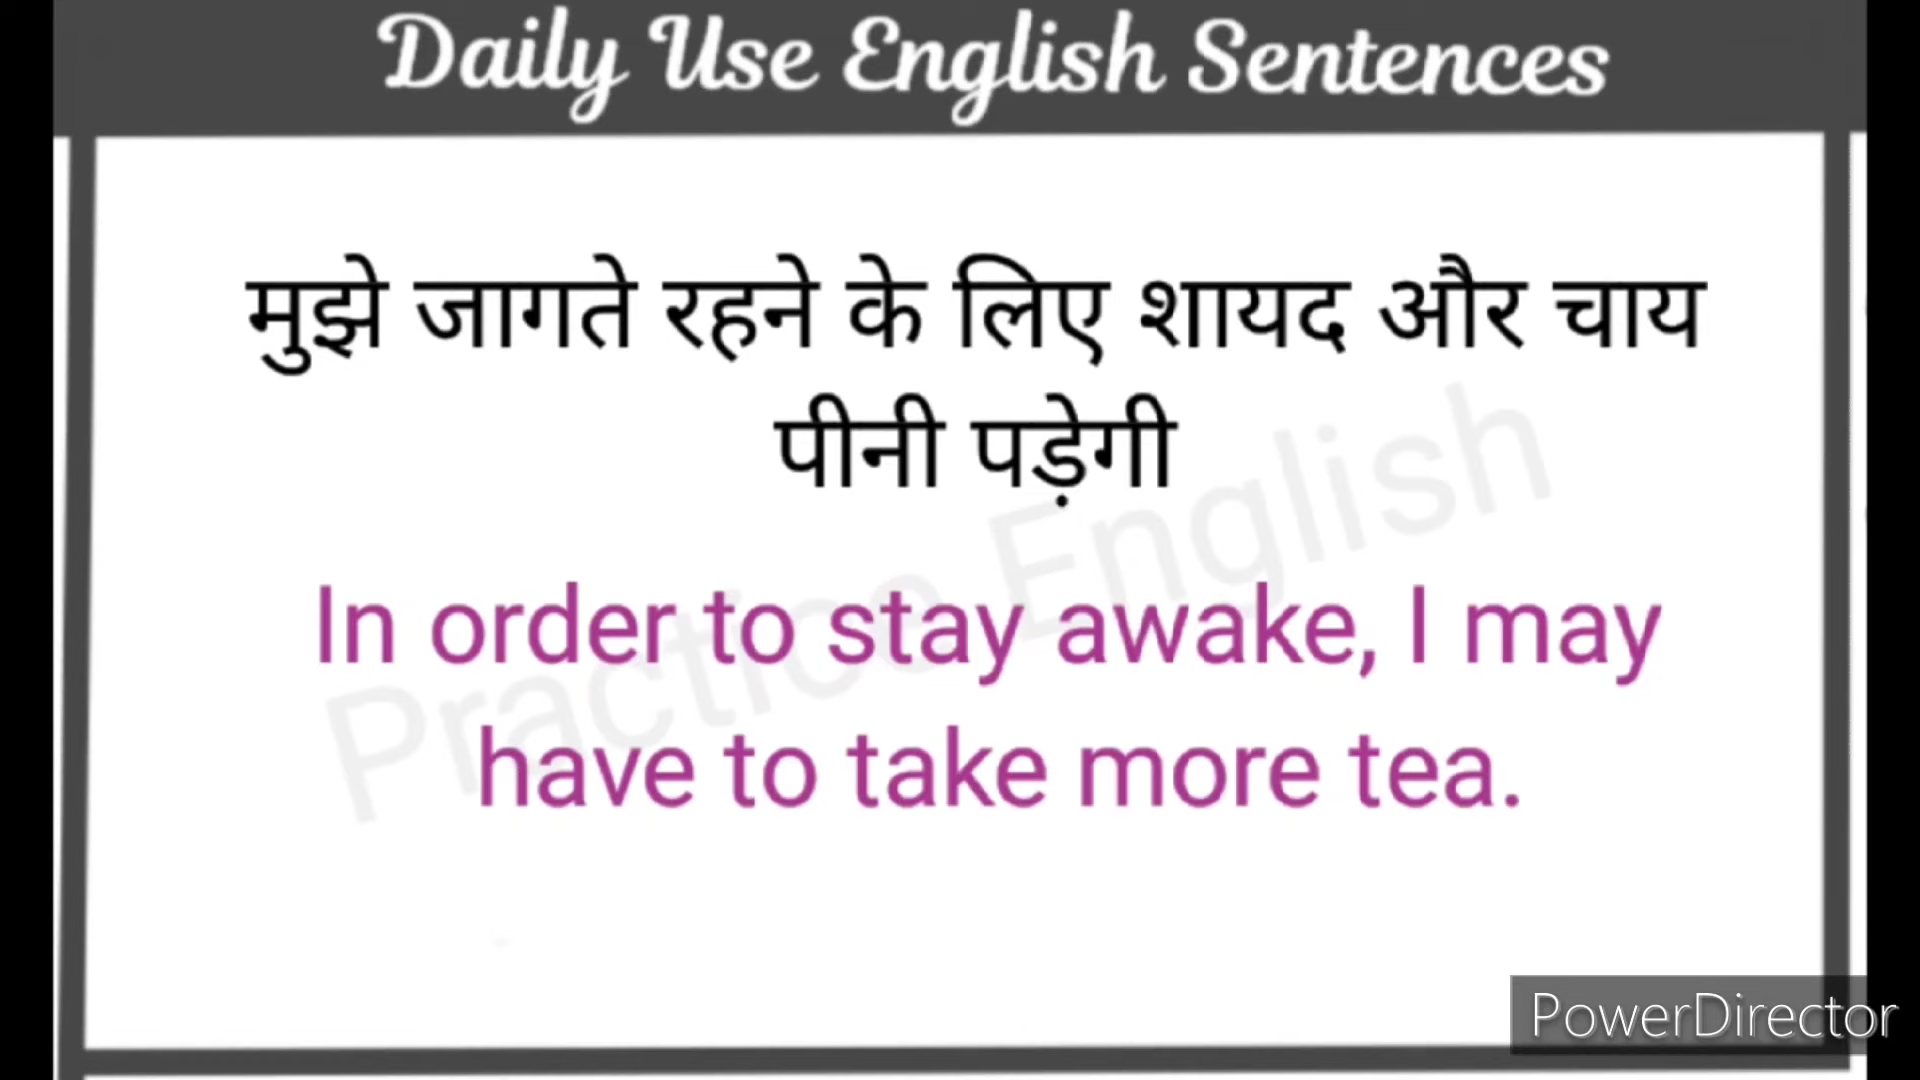 Daily Use English Sentences
मुझे जागते रहने के लिए शायद और चाय
पीनी पड़ेगी
In order to stay awake, I may
have to take more tea.
Practice English
PowerDirector